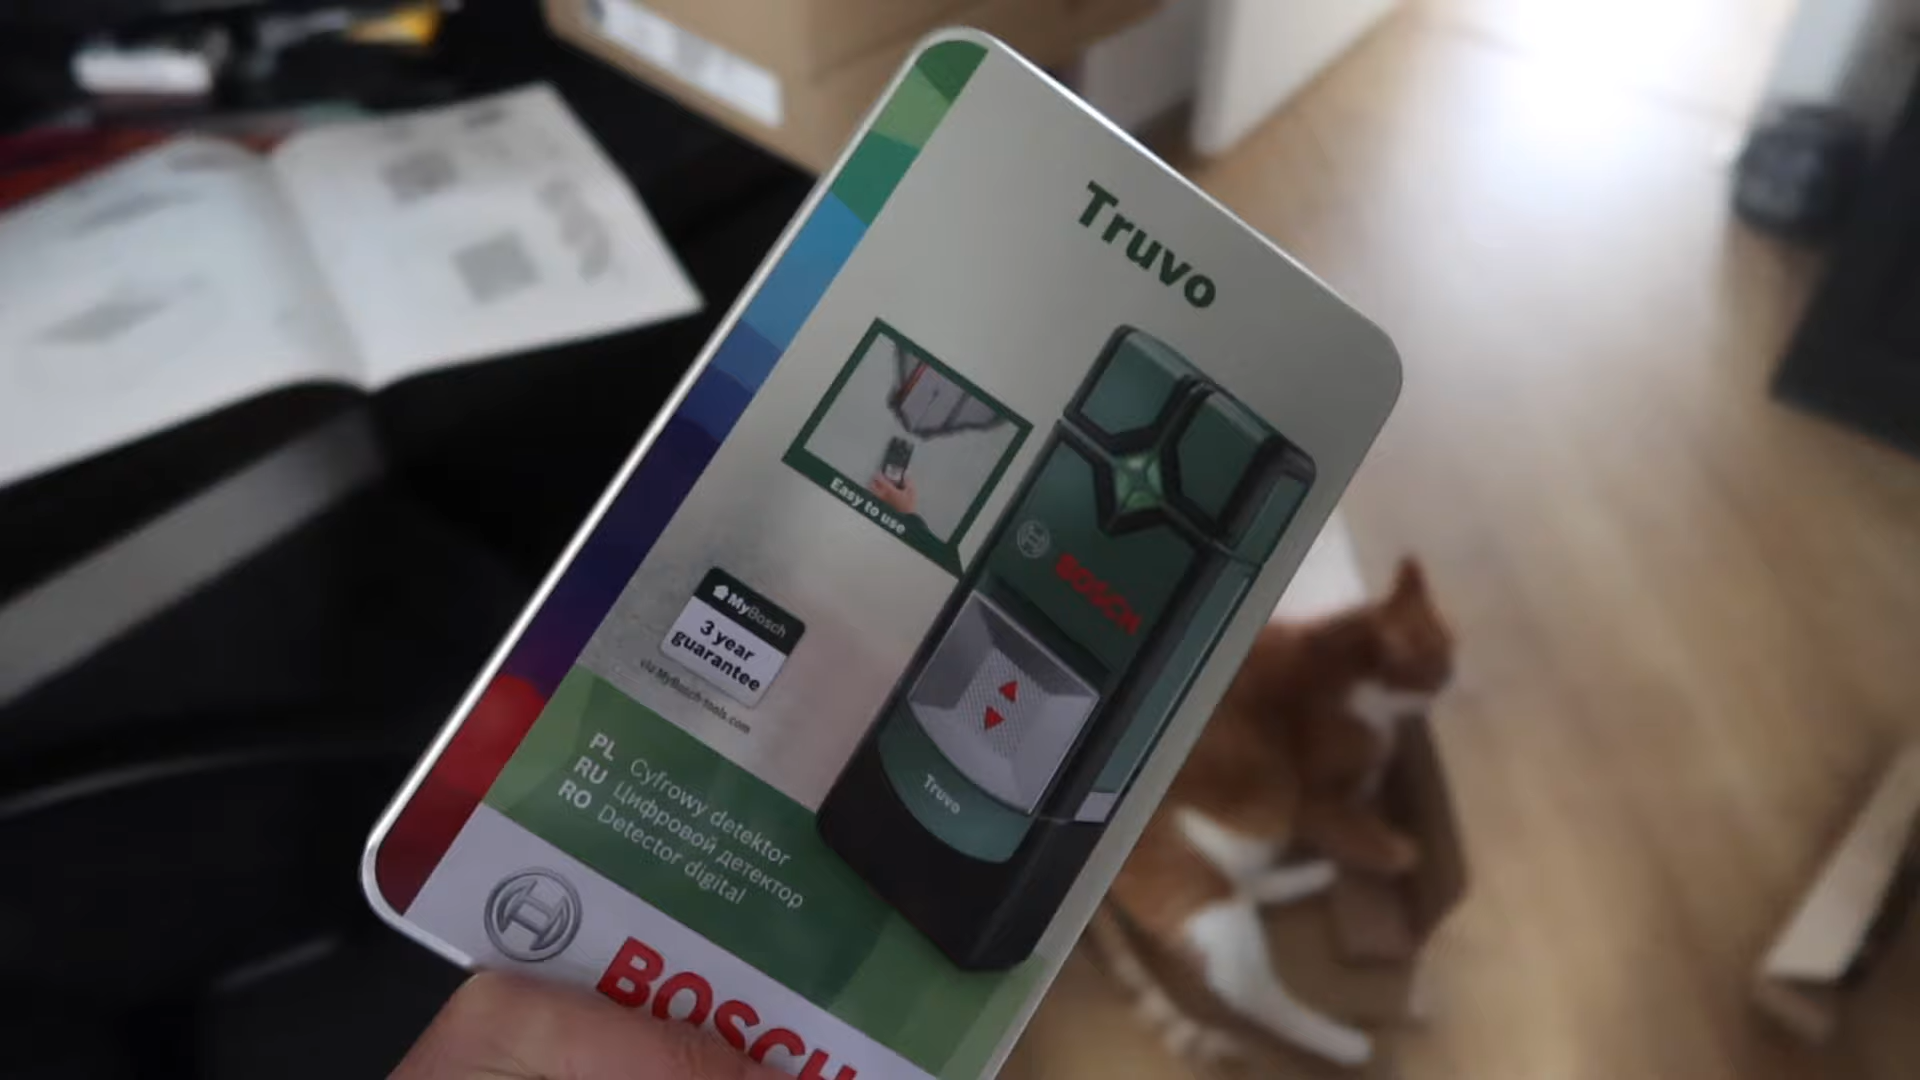 Truvo
Easy to use
BOSCH
MyBosch
3 year
guarantee
via MyBosch-tools.com
Truvo
PL Cyfrowy detektor
RU Цифровой детектор
RO Detector digital
BOSCH